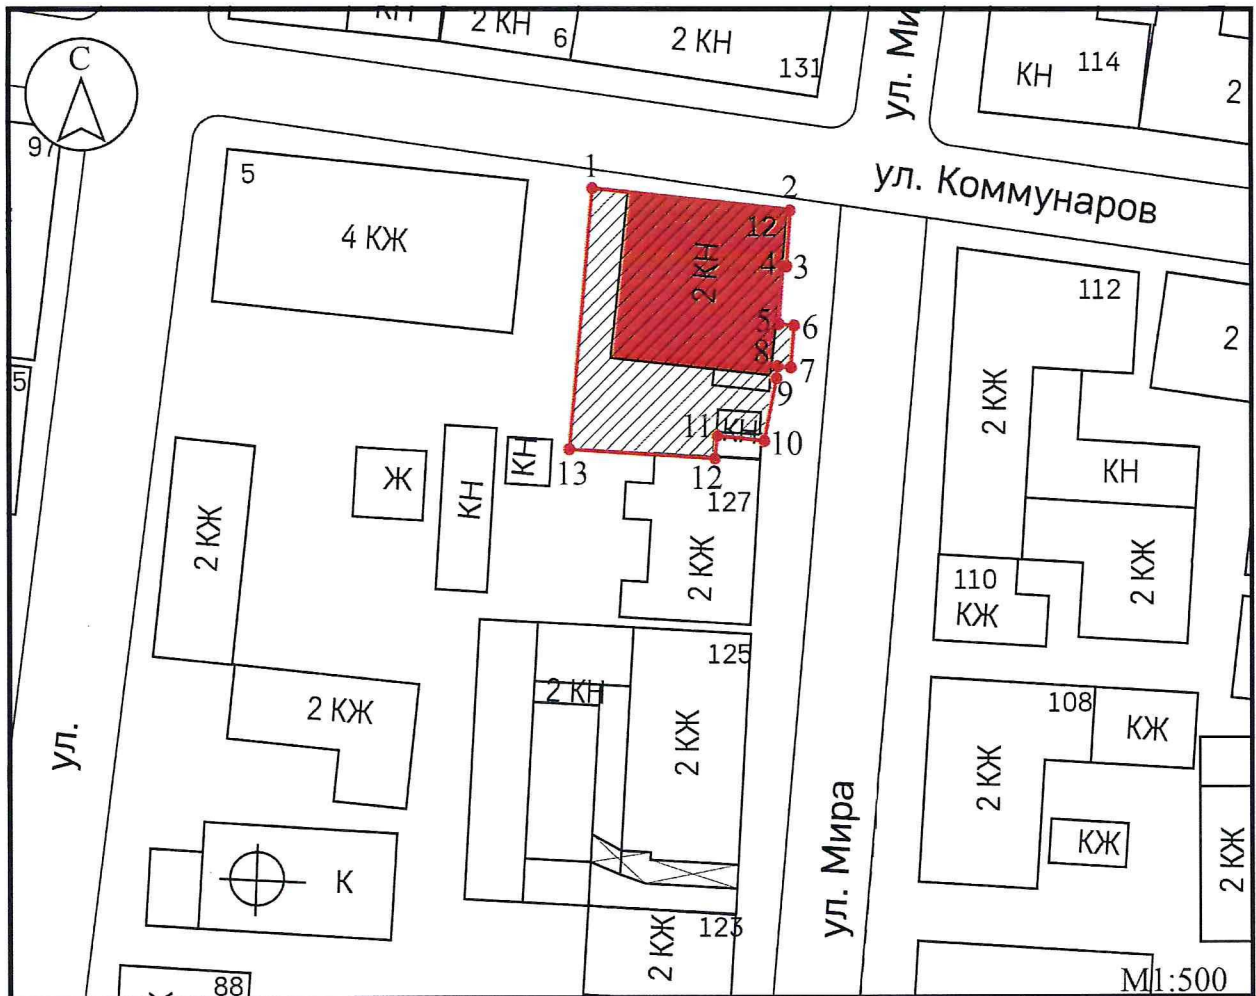 КН
2 КН
6
2 КН
131
ул. Ми
КН
114
2
С
97
5
4 КЖ
1
2
ул. Коммунаров
12
2 КН
4
3
5
6
8
7
9
11
КН
10
13
12
127
112
2
5
2 КЖ
КН
2 КЖ
Ж
КН
КН
2 КЖ
2 КЖ
110
КЖ
125
2 КН
2 КЖ
2 КЖ
108
КЖ
2 КЖ
КЖ
2 КЖ
ул.
ул. Мира
К
123
2 КЖ
88
М1:500